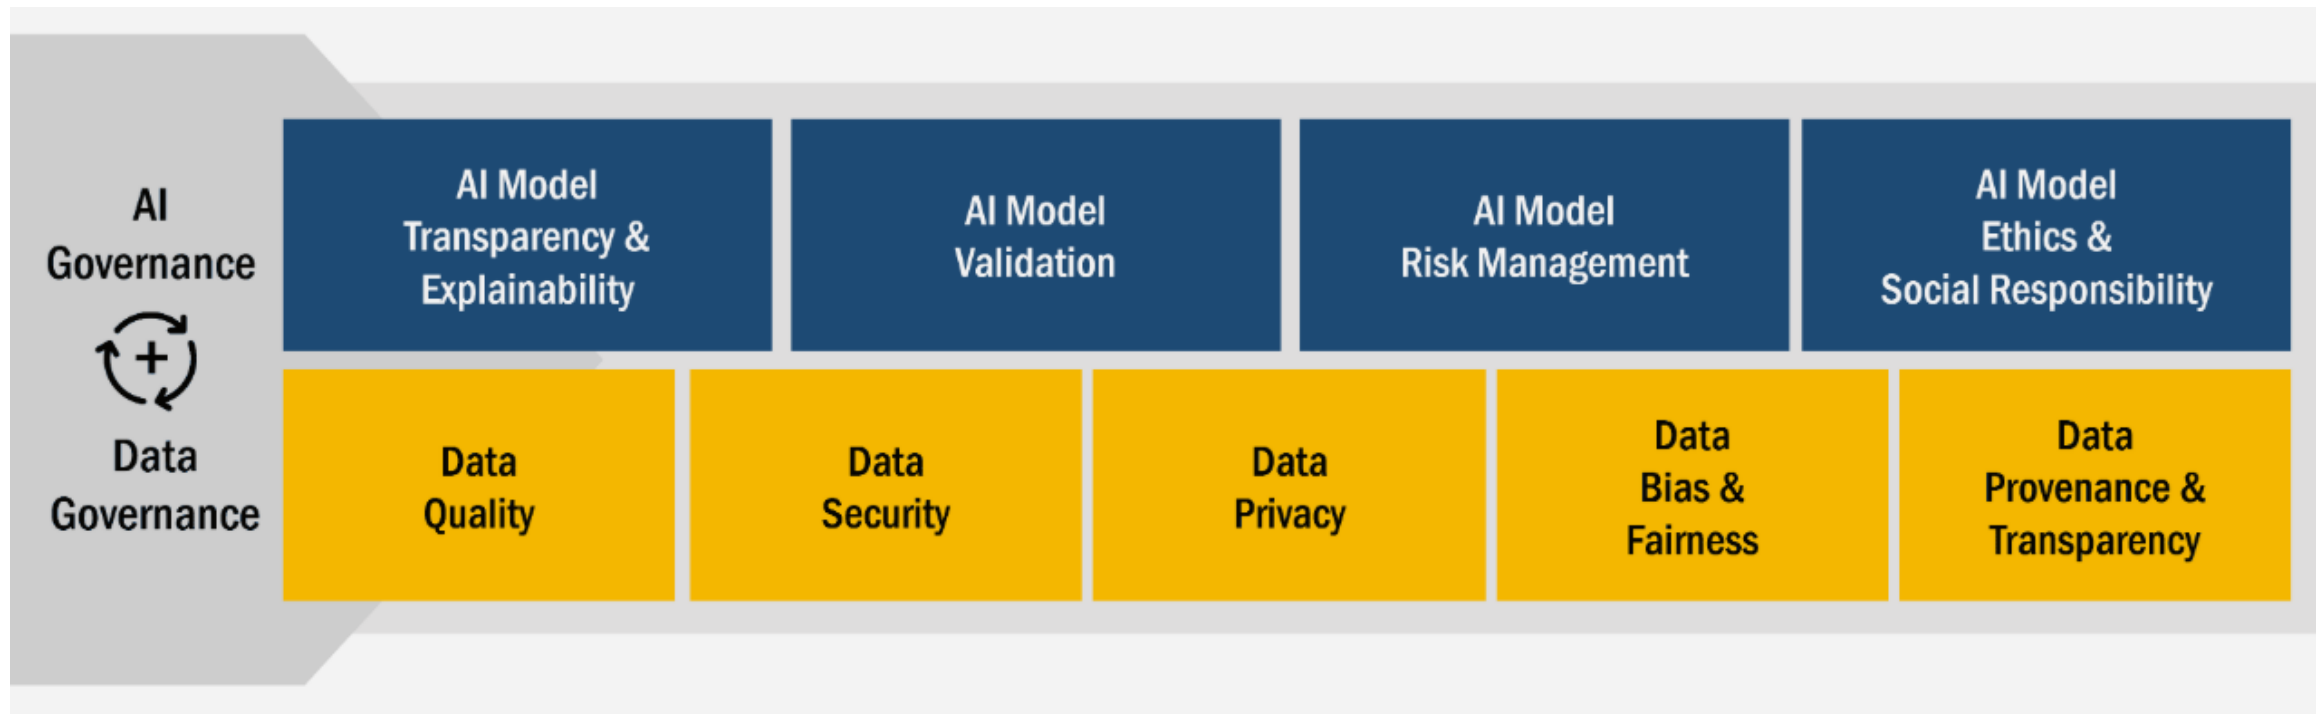 AI
Governance
+
Data
Governance
AI Model
Transparency &
Explainability
AI Model
Validation
AI Model
Risk Management
AI Model
Ethics &
Social Responsibility
Data
Quality
Data
Security
Data
Privacy
Data
Bias &
Fairness
Data
Provenance &
Transparency